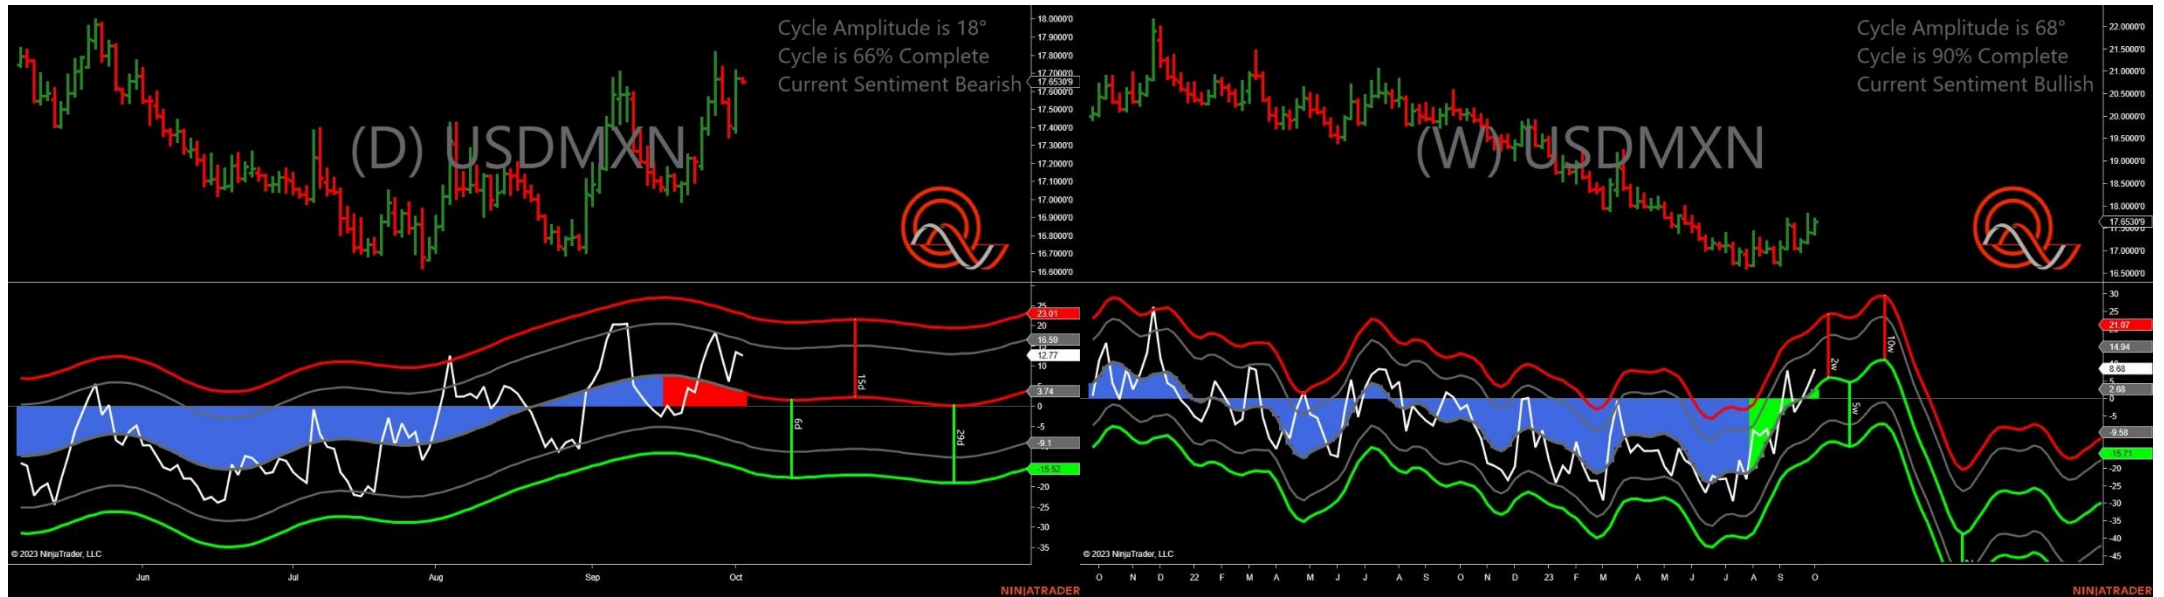 Cycle Amplitude is 18°
Cycle is 66% Complete
Current Sentiment Bearish
(D) USDMXN
18.0000'0
17.9000'0
17.8000'0
17.7000'0
17.6530'9
17.6000'0
17.5000'0
17.4000'0
17.3000'0
17.2000'0
17.1000'0
17.0000'0
16.9000'0
16.8000'0
16.7000'0
16.6000'0
25
23.01
20
16.59
12.77
10
3.74
0
-5
-9.1
-15.52
-20
-25
-30
-35
6d
15d
29d
© 2023 NinjaTrader, LLC
Jun
Jul
Aug
Sep
Oct
NINJATRADER
Cycle Amplitude is 68°
Cycle is 90% Complete
Current Sentiment Bullish
(W) USDMXN
22.0000'0
21.5000'0
21.0000'0
20.5000'0
20.0000'0
19.5000'0
19.0000'0
18.5000'0
18.0000'0
17.6530'9
17.5000'0
17.0000'0
16.5000'0
30
25
21.07
14.94
8.68
5
2.68
0
-5
-9.58
-15.71
-20
-25
-30
-35
-40
-45
2w
5w
10w
© 2023 NinjaTrader, LLC
O N D 22 F M A M J J A S O N D 23 F M A M J J A S O
NINJATRADER